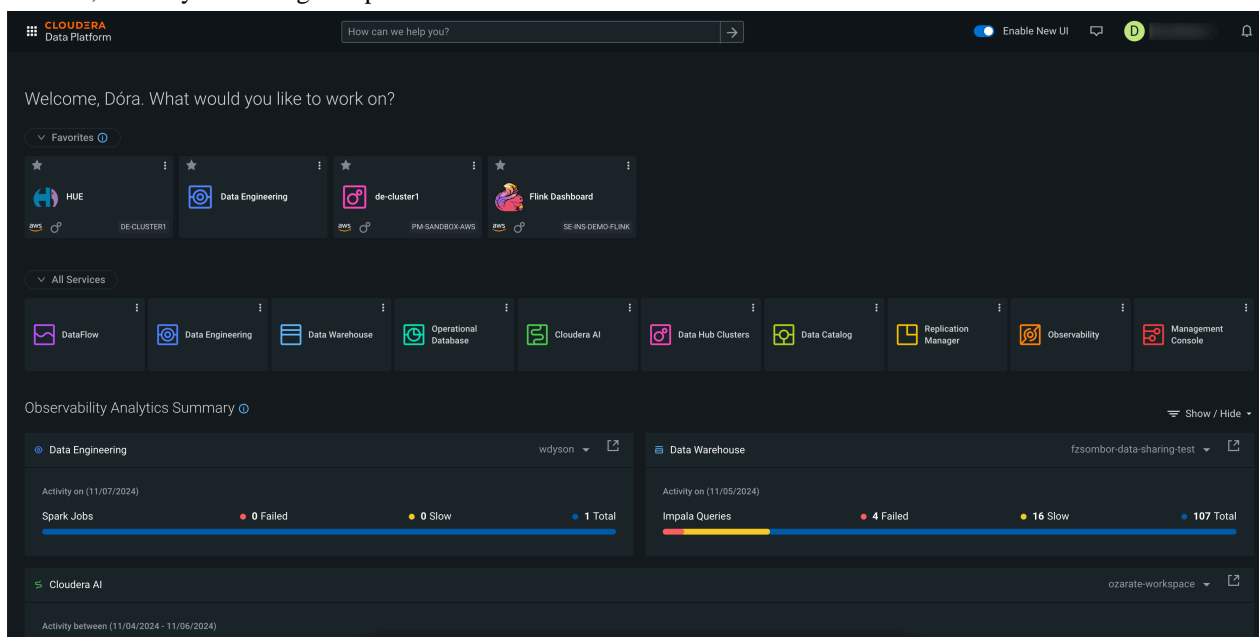 CLOUDERA
Data Platform
How can we help you?
Enable New UI
D
Welcome, Dóra. What would you like to work on?
Favorites
HUE
aws
DE-CLUSTER1
Data Engineering
de-cluster1
aws
PM-SANDBOX-AWS
Flink Dashboard
aws
SE-INS-DEMO-FLINK
All Services
DataFlow
Data Engineering
Data Warehouse
Operational
Database
Cloudera AI
Data Hub Clusters
Data Catalog
Replication
Manager
Observability
Management
Console
Observability Analytics Summary
Show / Hide
Data Engineering
wdyson
Activity on (11/07/2024)
Spark Jobs
0 Failed
0 Slow
1 Total
Data Warehouse
fzsombor-data-sharing-test
Activity on (11/05/2024)
Impala Queries
4 Failed
16 Slow
107 Total
Cloudera AI
ozarate-workspace
Activity between (11/04/2024 - 11/06/2024)